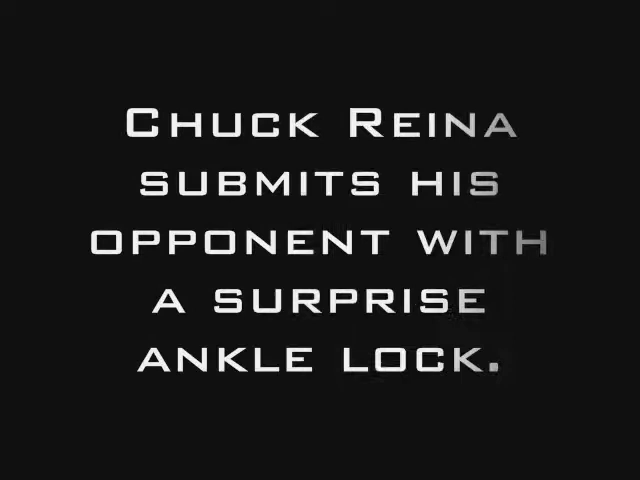 Chuck Reina
submits his
opponent with
a surprise
ankle lock.